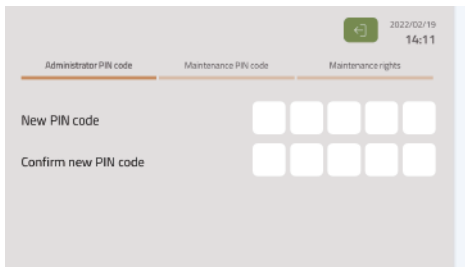 2022/02/19
14:11
Administrator PIN code Maintenance PIN code Maintenance rights
New PIN code
Confirm new PIN code